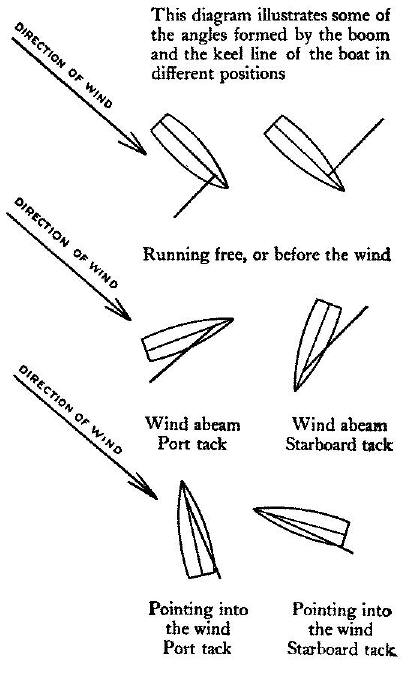 This diagram illustrates some of
the angles formed by the boom
and the keel line of the boat in
different positions
DIRECTION OF WIND
Running free, or before the wind
DIRECTION OF WIND
Wind abeam
Port tack
Wind abeam
Starboard tack
DIRECTION OF WIND
Pointing into
the wind
Port tack
Pointing into
the wind
Starboard tack